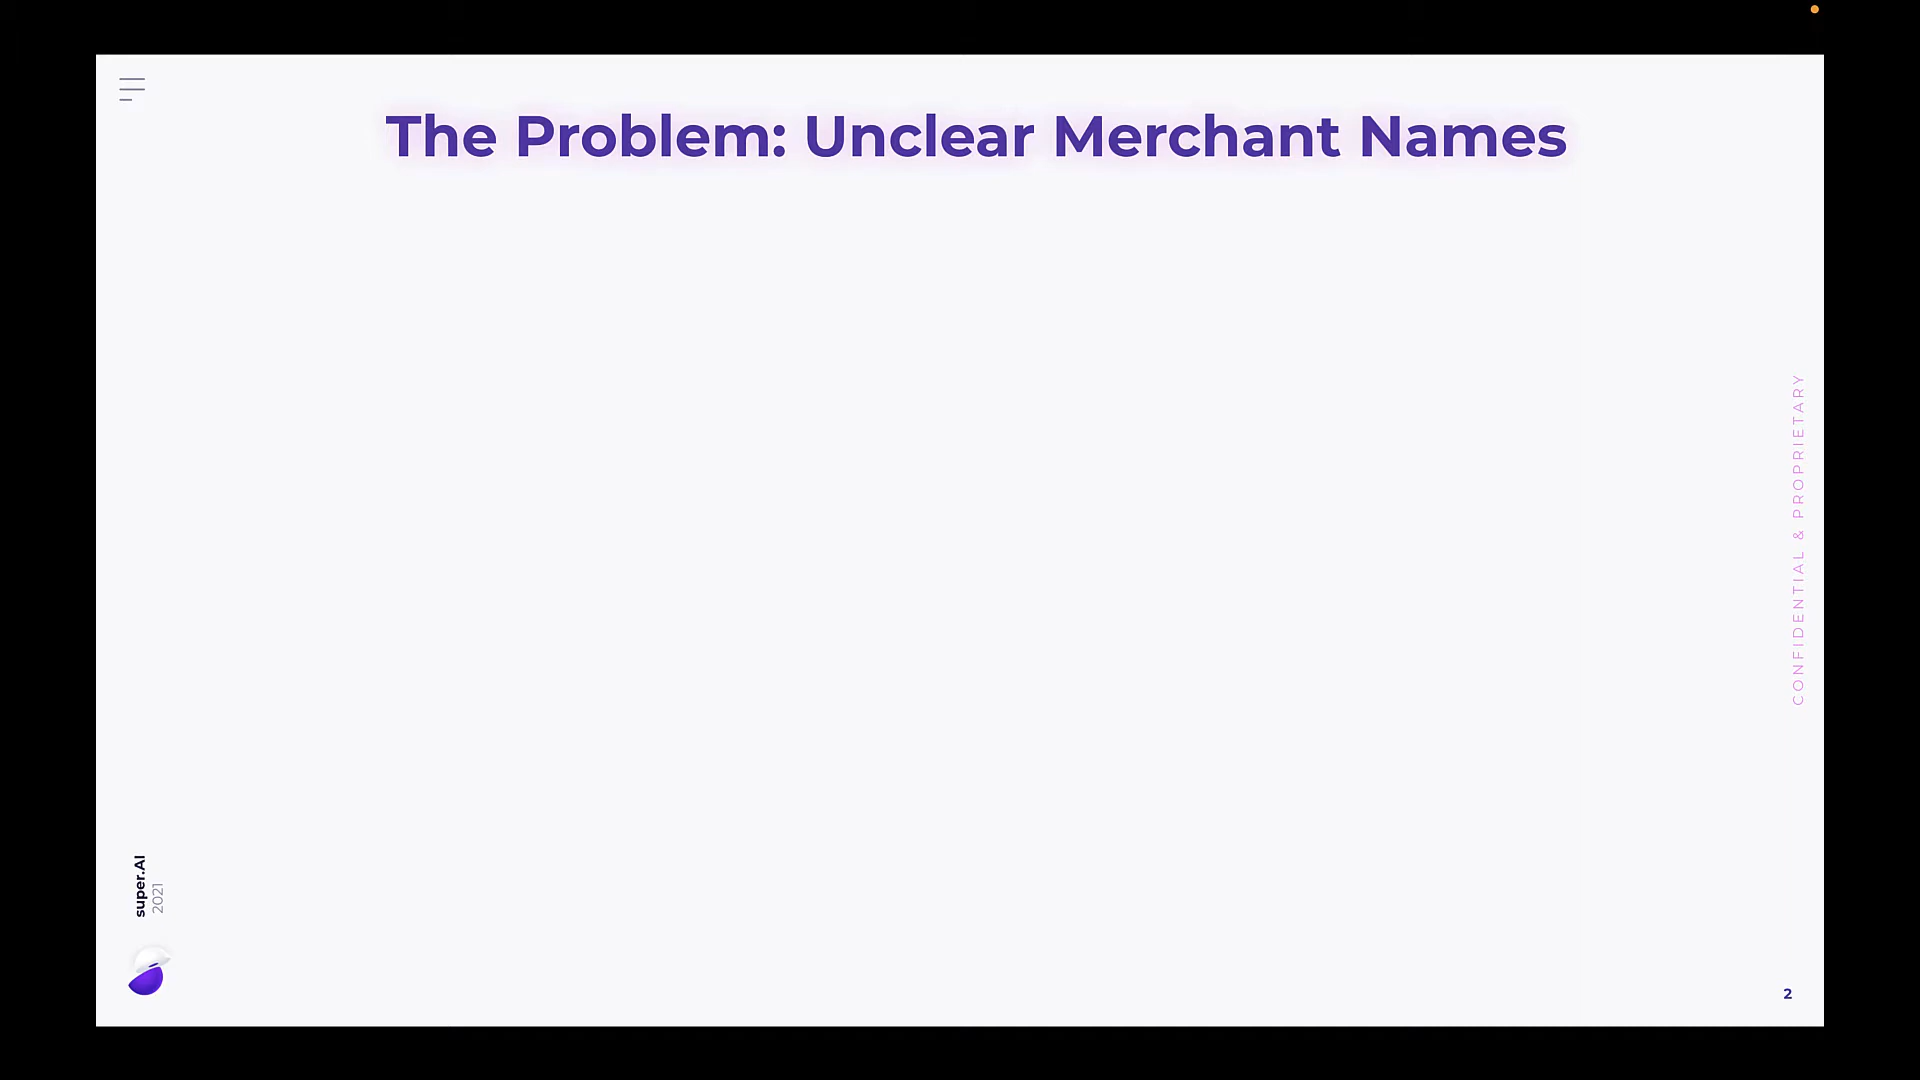 The Problem: Unclear Merchant Names
CONFIDENTIAL & PROPRIETARY
super.AI
2021
2